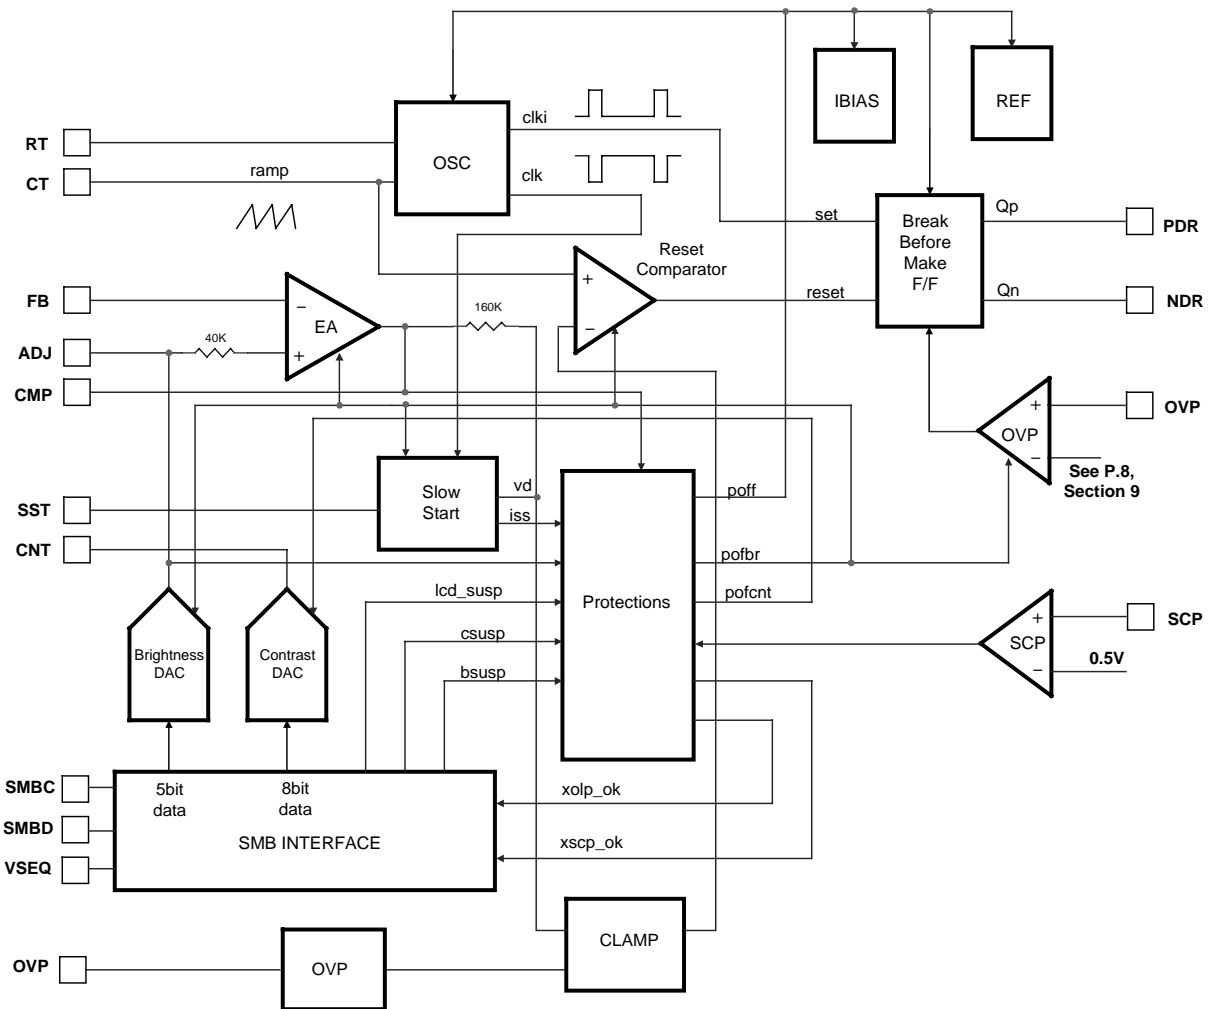 IBIAS
REF
clki
RT
OSC
CT
ramp
clk
set
Break
Before
Make
F/F
Qp
PDR
Reset
Comparator
FB
EA
160K
reset
Qn
NDR
ADJ
40K
CMP
OVP
OVP
See P.8,
Section 9
SST
Slow
Start
vd
iss
poff
CNT
pofbr
lcd_susp
Protections
pofcnt
SCP
SCP
0.5V
csusp
Brightness
DAC
Contrast
DAC
bsusp
SMBC
5bit
data
8bit
data
xolp_ok
SMBD
SMB INTERFACE
xscp_ok
VSEQ
CLAMP
OVP
OVP
+
−
+
−
+
−
+
−